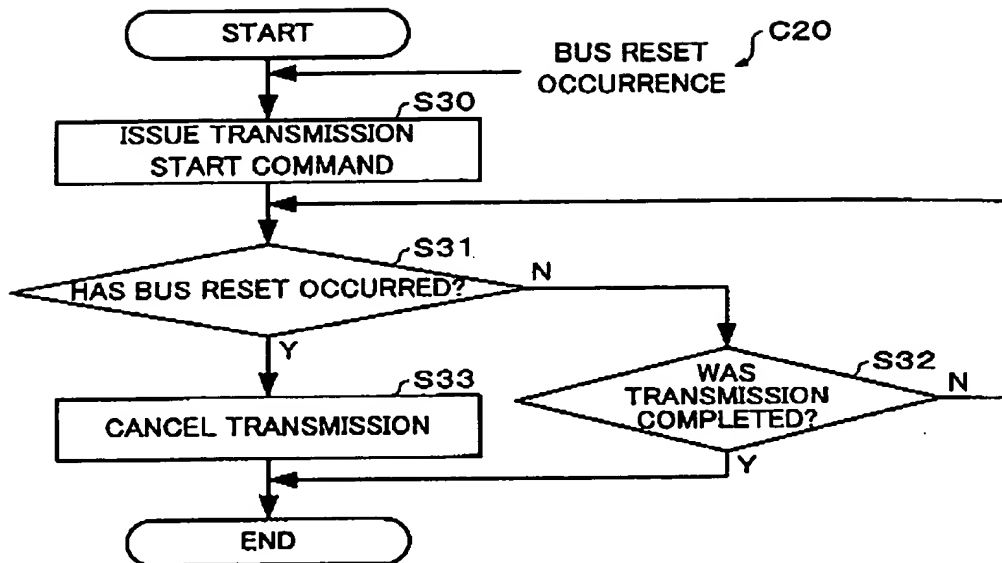 START
BUS RESET
OCCURRENCE
C20
S30
ISSUE TRANSMISSION
START COMMAND
S31
HAS BUS RESET OCCURRED?
N
Y
S32
WAS
TRANSMISSION
COMPLETED?
N
Y
S33
CANCEL TRANSMISSION
END